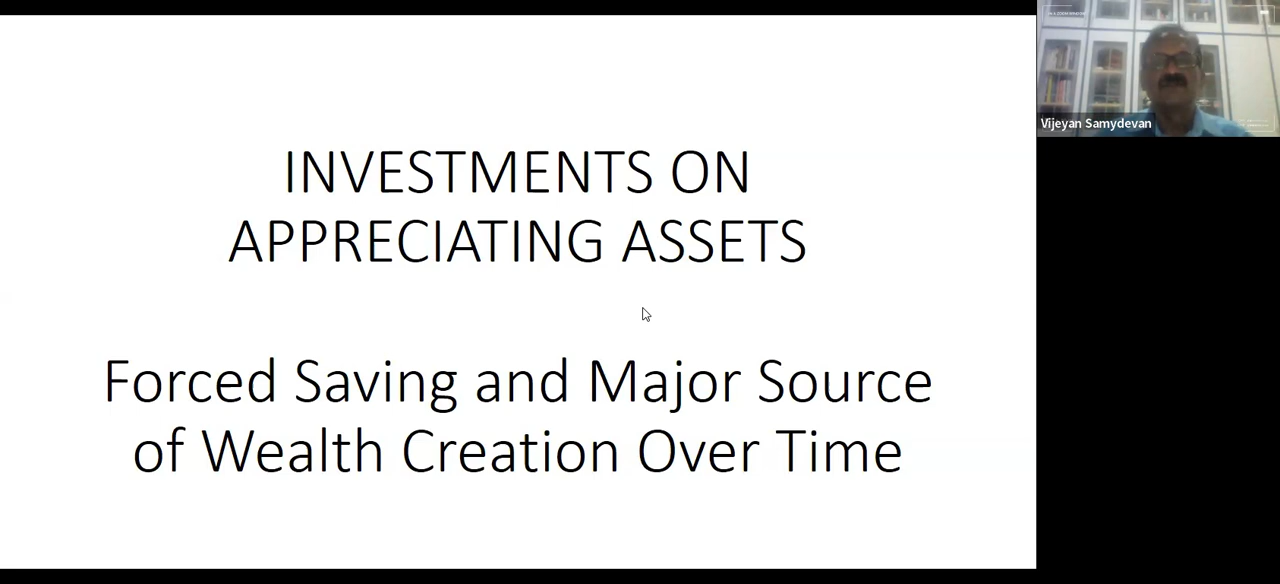 INVESTMENTS ON
APPRECIATING ASSETS
Forced Saving and Major Source
of Wealth Creation Over Time
Vijeyan Samydevan